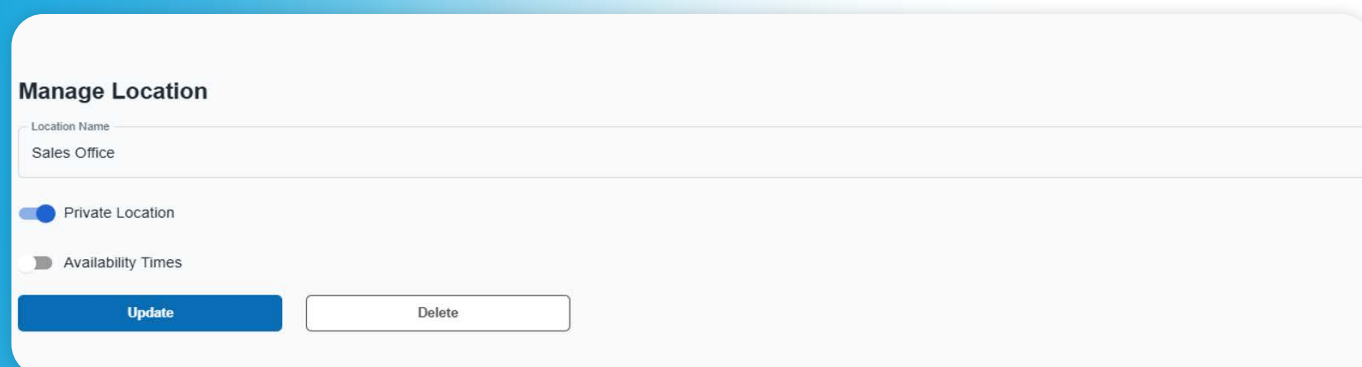 Manage Location
Location Name
Sales Office
Private Location
Availability Times
Update Delete